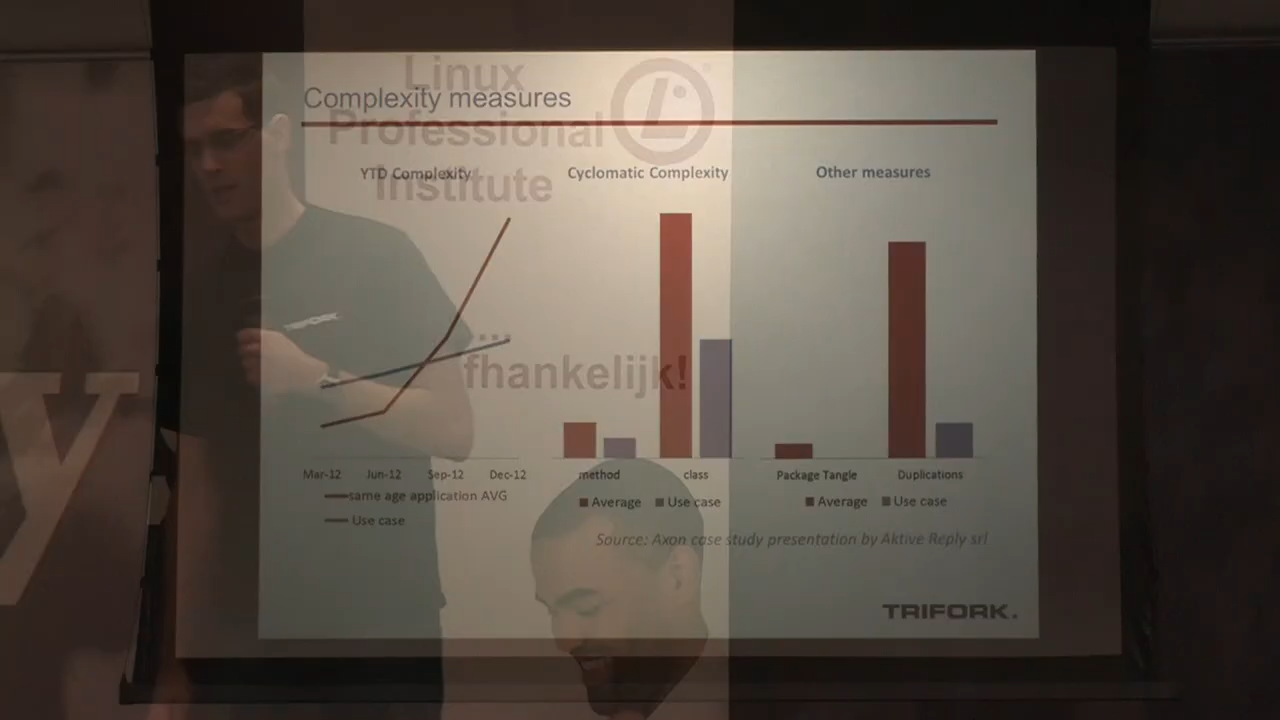 Linux
Professional
Institute
Complexity measures
YTD Complexity
Cyclomatic Complexity
Other measures
fhankelijk!
Mar-12 Jun-12 Sep-12 Dec-12
same age application AVG
Use case
method class
Average Use case
Package Tangle Duplications
Average Use case
Source: Axon case study presentation by Aktive Reply srl
TRIFORK.
TRIFORK
y